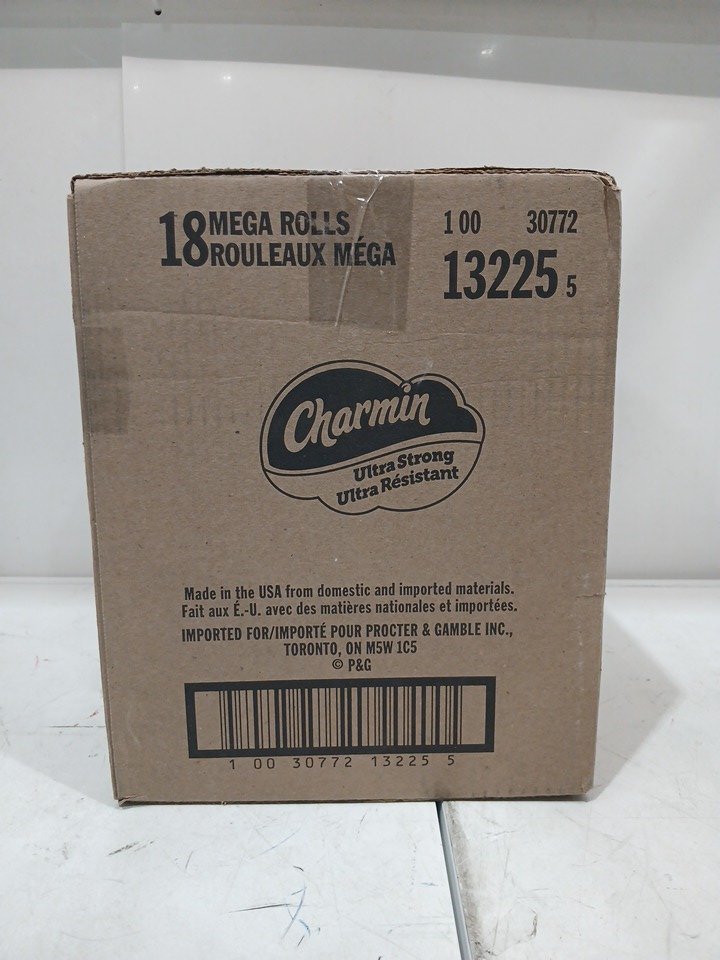 18 MEGA ROLLS
ROULEAUX MÉGA
1 00 30772
13225 5
Charmin
Ultra Strong
Ultra Résistant
Made in the USA from domestic and imported materials.
Fait aux É.-U. avec des matières nationales et importées.
IMPORTED FOR/IMPORTÉ POUR PROCTER & GAMBLE INC.,
TORONTO, ON M5W 1C5
© P&G
1 00 30772 13225 5